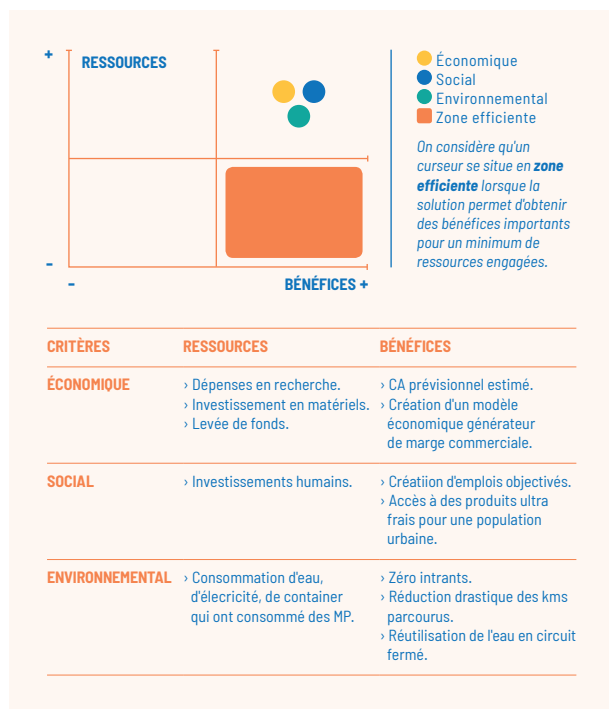 +
RESSOURCES
-
-
BÉNÉFICES +
Économique
Social
Environnemental
Zone efficiente
On considère qu'un
curseur se situe en zone
efficiente lorsque la
solution permet d'obtenir
des bénéfices importants
pour un minimum de
ressources engagées.
CRITÈRES RESSOURCES BÉNÉFICES
ÉCONOMIQUE
› Dépenses en recherche.
› Investissement en matériels.
› Levée de fonds.
› CA prévisionnel estimé.
› Création d'un modèle
économique générateur
de marge commerciale.
SOCIAL
› Investissements humains.
› Créatiion d'emplois objectivés.
› Accès à des produits ultra
frais pour une population
urbaine.
ENVIRONNEMENTAL
› Consommation d'eau,
d'élecricité, de container
qui ont consommé des MP.
› Zéro intrants.
› Réduction drastique des kms
parcourus.
› Réutilisation de l'eau en circuit
fermé.